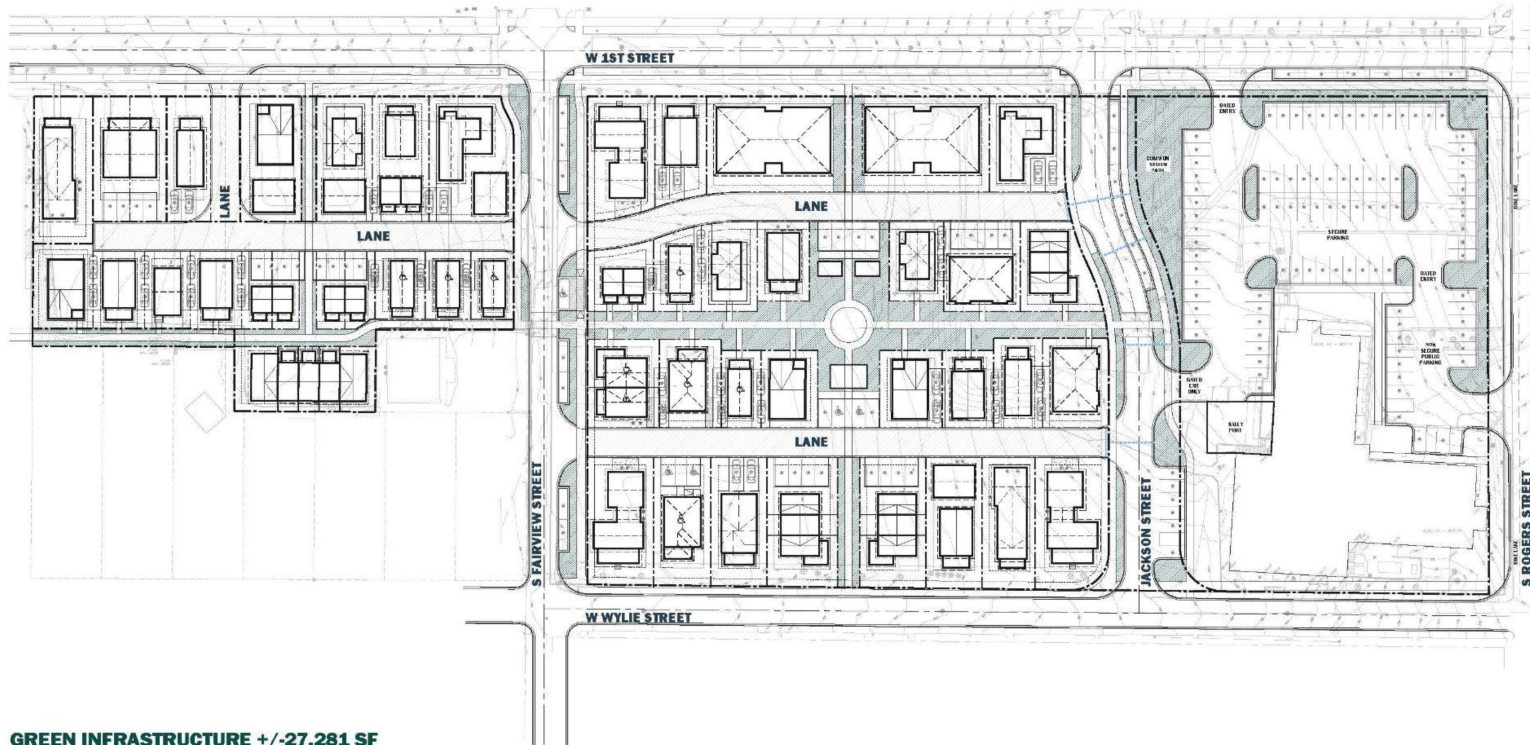 W 1ST STREET
GATED
ENTRY
COMMON
LANE
LANE
LANE
SECURE
PARKING
GATED
ENTRY
NON
SECURE
PUBLIC
PARKING
GATED
EXIT
ONLY
SALLY
PORT
LANE
S FAIRVIEW STREET
JACKSON STREET
S ROGERS STREET
W WYLIE STREET
GREEN INFRASTRUCTURE +/-27,281 SF